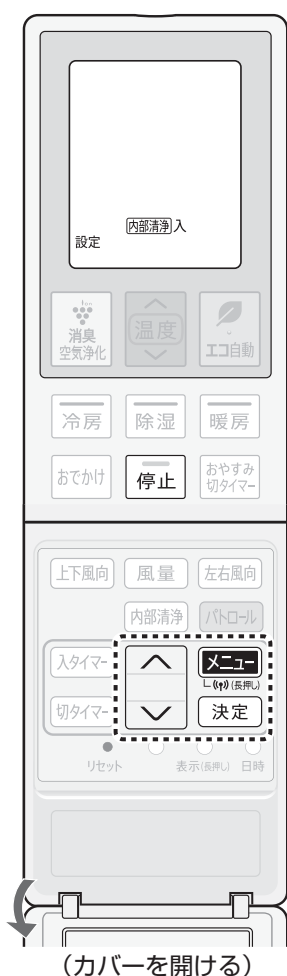 内部清浄 入
設定
消臭
空気浄化
温度
エコ自動
冷房
除湿
暖房
おでかけ
停止
おやすみ
切タイマー
上下風向
風量
左右風向
内部清浄
パトロール
入タイマー
メニュー
(長押し)
切タイマー
決定
リセット
表示(長押し)
日時
(カバーを開ける)